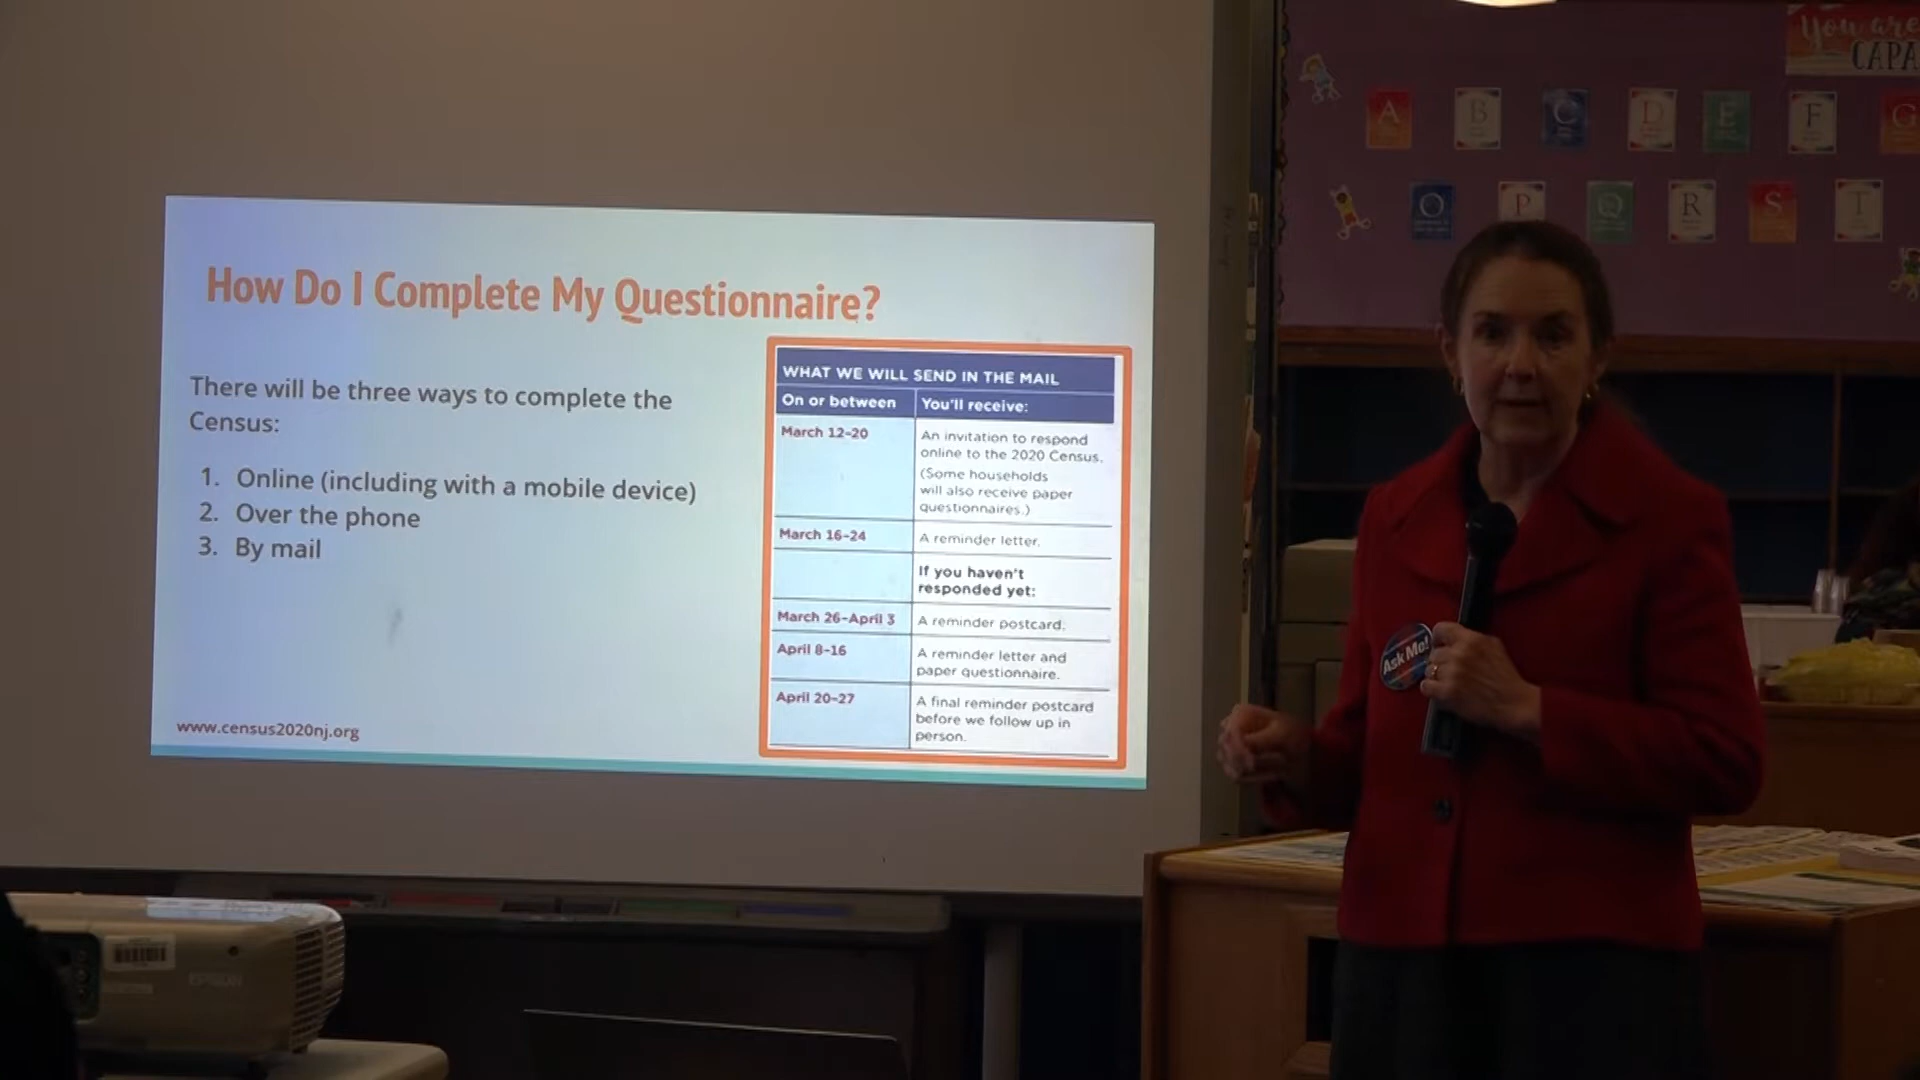 How Do I Complete My Questionnaire?
There will be three ways to complete the
Census:
1. Online (including with a mobile device)
2. Over the phone
3. By mail
www.census2020nj.org
WHAT WE WILL SEND IN THE MAIL
On or between
You'll receive:
March 12-20
An invitation to respond
online to the 2020 Census.
(Some households
will also receive paper
questionnaires.)
March 16-24
A reminder letter.
If you haven't
responded yet:
March 26-April 3
A reminder postcard.
April 8-16
A reminder letter and
paper questionnaire.
April 20-27
A final reminder postcard
before we follow up in
person.
You are
CAPA
A B C D E F G
O P Q R S T
Ask Me!
EPSON